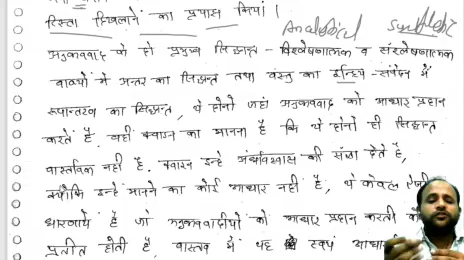 रिस्ता दिखलाने का प्रयास किया।
Analytical Synthetic
अनुभववाद के दो प्रमुख सिद्धान्त - विश्लेषणात्मक व संश्लेषणात्मक
वाक्यों में अन्तर का सिद्धान्त तथा वस्तु का इन्द्रिय-संवेदन में
रूपान्तरण का सिद्धान्त, ये दोनों जहां अनुभववाद को आधार प्रदान
करते है. वहीं क्वाइन का मानना है कि ये दोनों ही सिद्धान्त
वास्तविक नहीं है. क्वाइन इन्हे अंधविश्वास की संज्ञा देते है,
क्योंकि इन्हे मानने का कोई आधार नहीं है, ये केवल ऐसी
धारणायें है जो अनुभववादीयों को आधार प्रदान करती
प्रतीत होती है, वास्तव में यह स्वयं